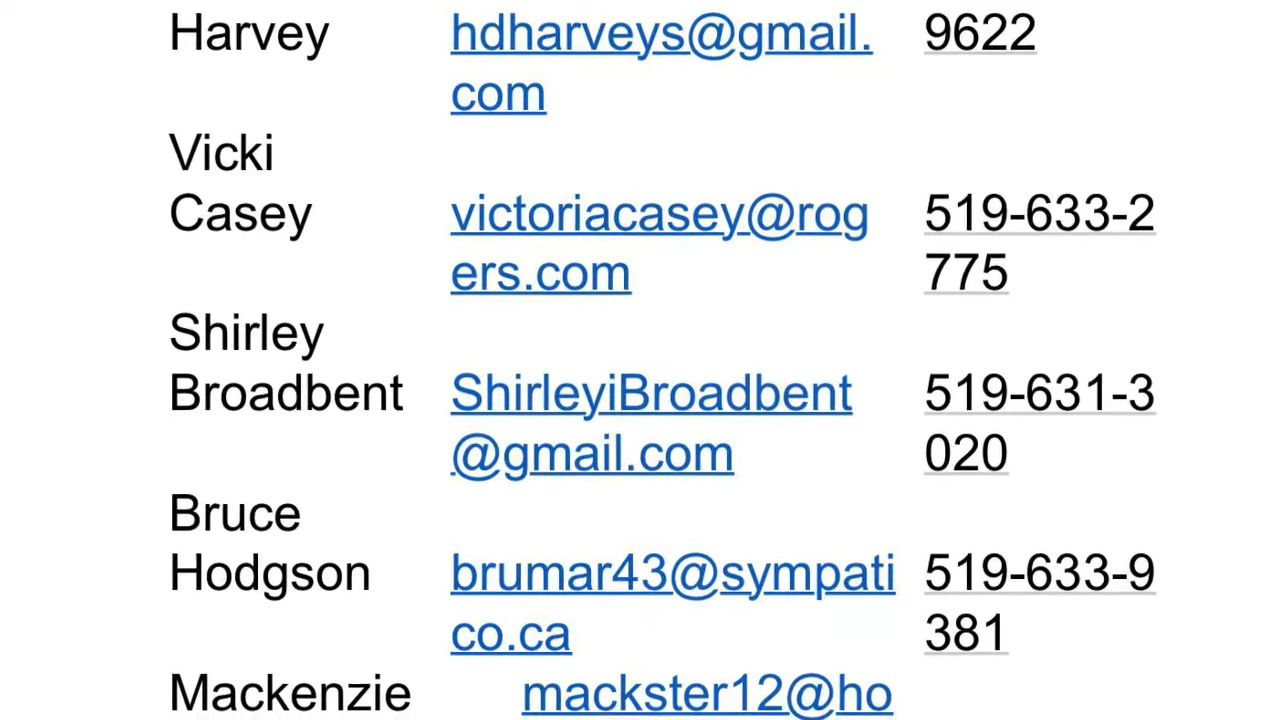 Harvey hdharveys@gmail. 9622
com
Vicki
Casey victoriacasey@rog 519-633-2
ers.com 775
Shirley
Broadbent ShirleyiBroadbent 519-631-3
@gmail.com 020
Bruce
Hodgson brumar43@sympati 519-633-9
co.ca 381
Mackenzie mackster12@ho